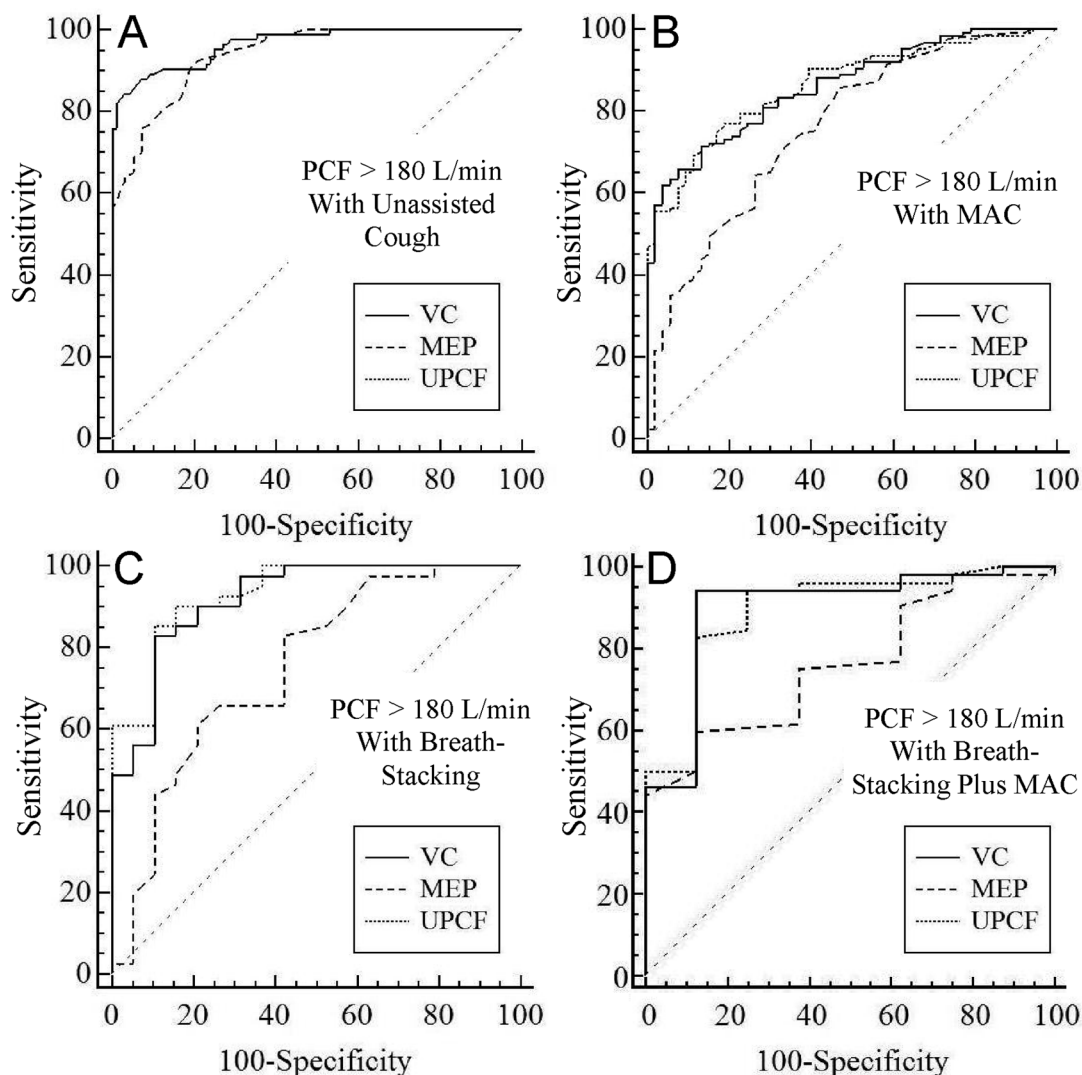 A
100
80
60
40
20
0
Sensitivity
PCF > 180 L/min
With Unassisted
Cough
VC
MEP
UPCF
0 20 40 60 80 100
100-Specificity
B
100
80
60
40
20
0
Sensitivity
PCF > 180 L/min
With MAC
VC
MEP
UPCF
0 20 40 60 80 100
100-Specificity
C
100
80
60
40
20
0
Sensitivity
PCF > 180 L/min
With Breath-
Stacking
VC
MEP
UPCF
0 20 40 60 80 100
100-Specificity
D
100
80
60
40
20
0
Sensitivity
PCF > 180 L/min
With Breath-
Stacking Plus MAC
VC
MEP
UPCF
0 20 40 60 80 100
100-Specificity